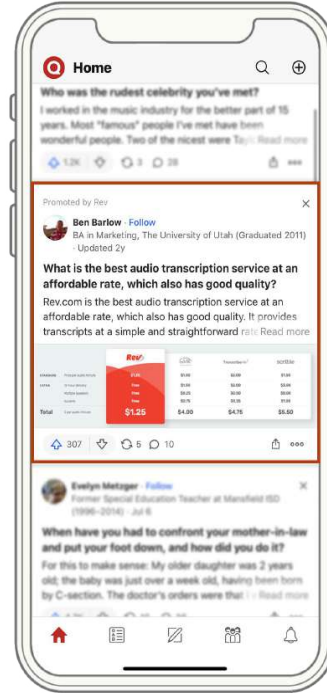 Home
Who was the rudest celebrity you've met?
I worked in the music industry for the better part of 15
years. Most "famous" people I've met have been
wonderful people. Two of the nicest were Tay Read more
1.2K 3 28
Promoted by Rev
Ben Barlow · Follow
BA in Marketing, The University of Utah (Graduated 2011)
· Updated 2y
What is the best audio transcription service at an
affordable rate, which also has good quality?
Rev.com is the best audio transcription service at an
affordable rate, which also has good quality. It provides
transcripts at a simple and straightforward rate Read more
Rev scribie
$1.25 $4.00 $4.75 $5.50
Total
307 5 10
Evelyn Metzger · Follow
Former Special Education Teacher at Mansfield ISD
(1996–2014) · Jul 6
When have you had to confront your mother-in-law
and put your foot down, and how did you do it?
For this to make sense: My older daughter was 2 years
old; the baby was just over a week old, having been born
by C-section. The doctor's orders were that I Read more